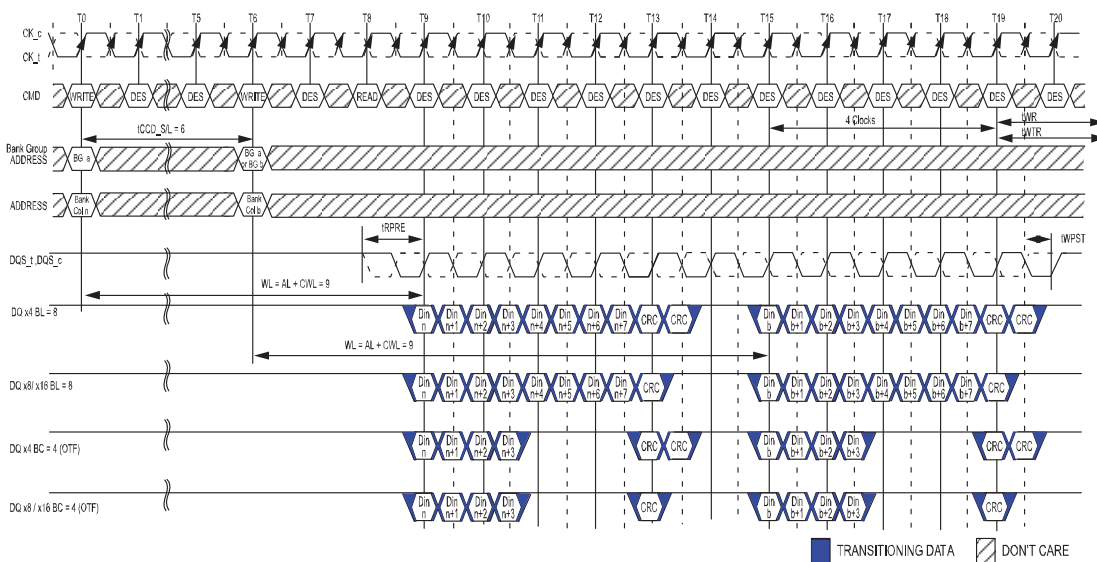 T0 T1 T5 T6 T7 T8 T9 T10 T11 T12 T13 T14 T15 T16 T17 T18 T19 T20
CK_c
CK_t
CMD WRITE DES DES WRITE DES READ DES DES DES DES DES DES DES DES DES DES DES DES
tCCD_S/L = 6
4 Clocks
tWR
tWTR
Bank Group
ADDRESS
BG a
BG a
or BG b
ADDRESS
Bank
Col n
Bank
Col b
tRPRE
tWPST
DQS_t ,DQS_c
WL = AL + CWL = 9
DQ x4 BL = 8
Din n Din n+1 Din n+2 Din n+3 Din n+4 Din n+5 Din n+6 Din n+7 CRC CRC Din b Din b+1 Din b+2 Din b+3 Din b+4 Din b+5 Din b+6 Din b+7 CRC CRC
WL = AL + CWL = 9
DQ x8/ x16 BL = 8
Din n Din n+1 Din n+2 Din n+3 Din n+4 Din n+5 Din n+6 Din n+7 CRC Din b Din b+1 Din b+2 Din b+3 Din b+4 Din b+5 Din b+6 Din b+7 CRC
DQ x4 BC = 4 (OTF)
Din n Din n+1 Din n+2 Din n+3 CRC CRC Din b Din b+1 Din b+2 Din b+3 CRC CRC
DQ x8 / x16 BC = 4 (OTF)
Din n Din n+1 Din n+2 Din n+3 CRC Din b Din b+1 Din b+2 Din b+3 CRC
TRANSITIONING DATA
DON'T CARE